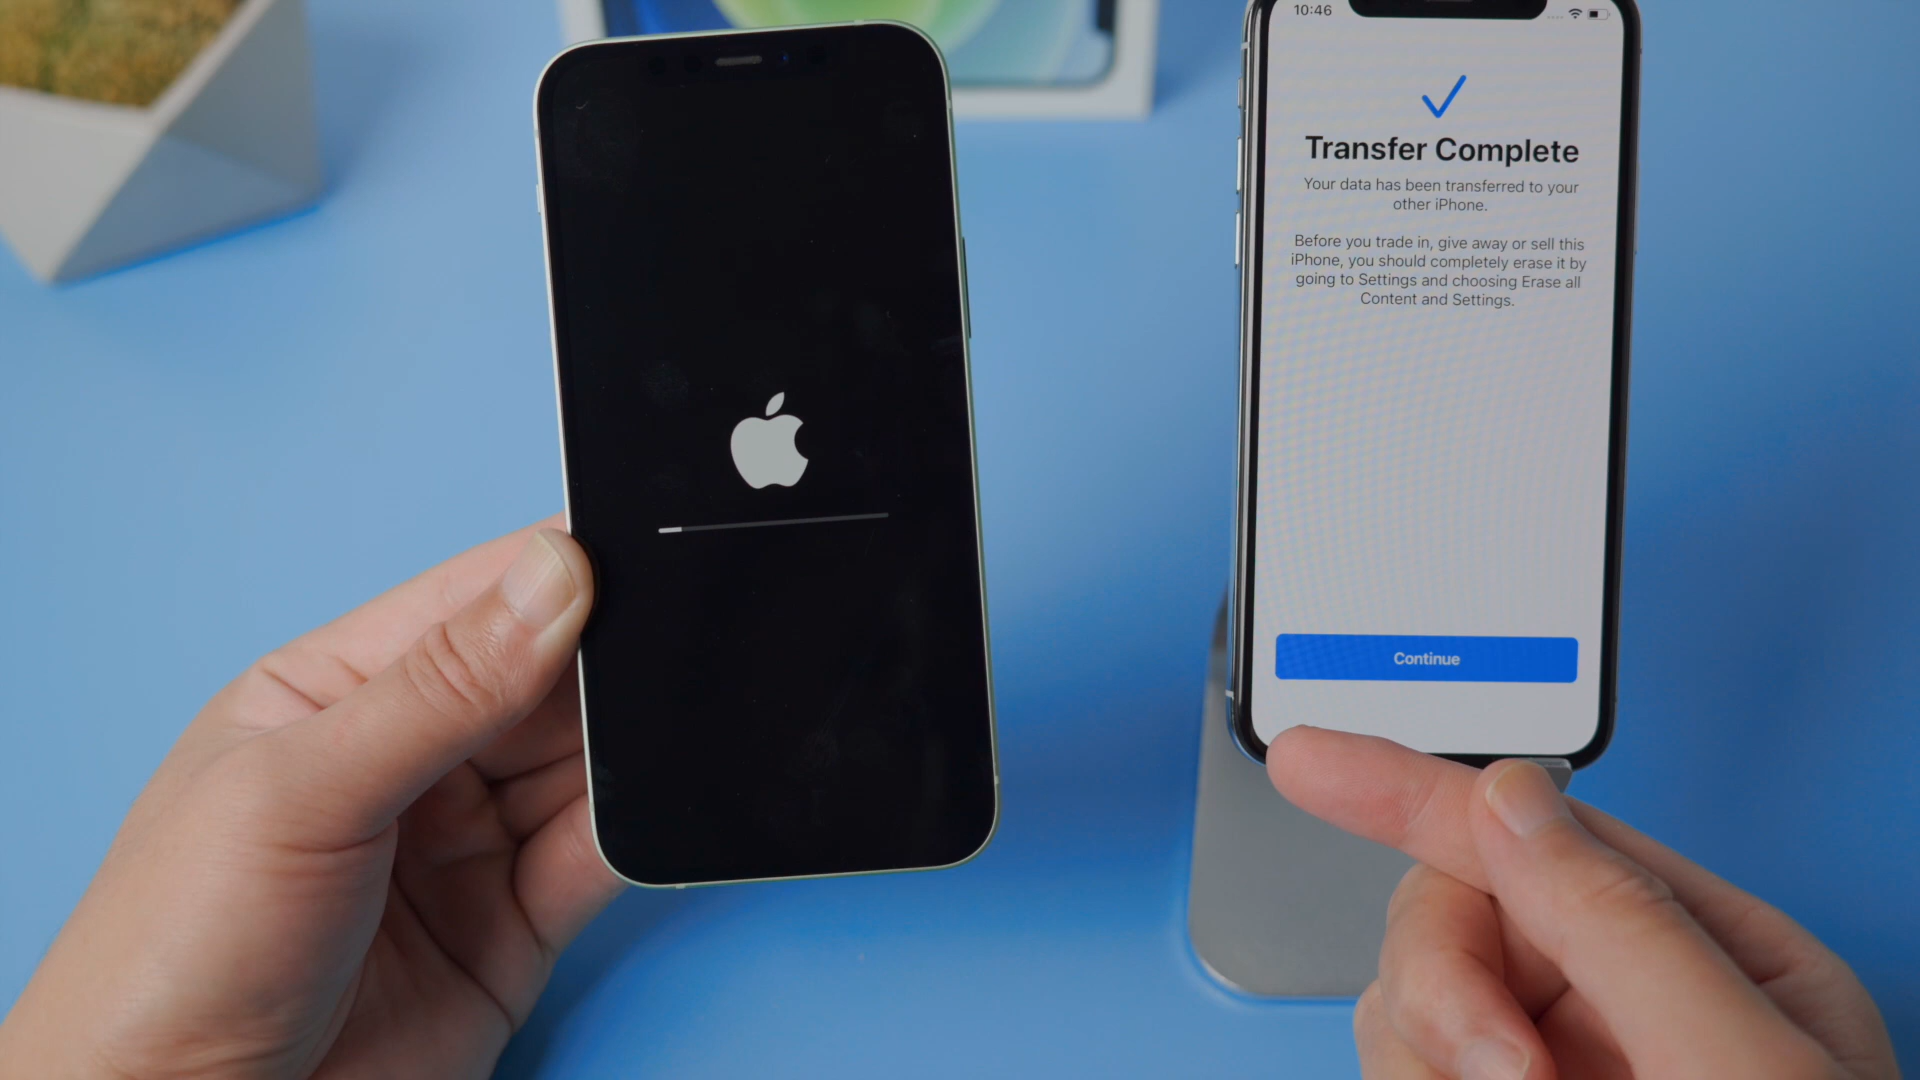 10:46
Transfer Complete
Your data has been transferred to your
other iPhone.
Before you trade in, give away or sell this
iPhone, you should completely erase it by
going to Settings and choosing Erase all
Content and Settings.
Continue